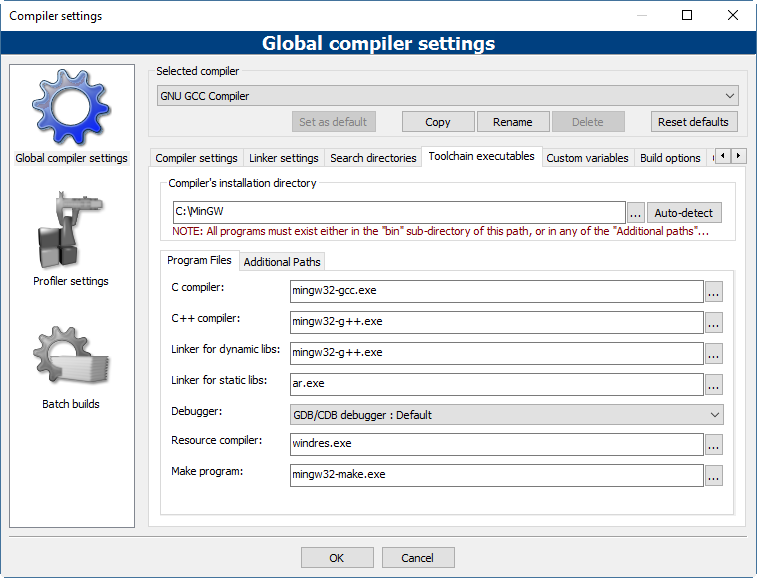 Compiler settings
Global compiler settings
Global compiler settings
Profiler settings
Batch builds
Selected compiler
GNU GCC Compiler
Set as default
Copy
Rename
Delete
Reset defaults
Compiler settings
Linker settings
Search directories
Toolchain executables
Custom variables
Build options
Compiler's installation directory
C:\MinGW
...
Auto-detect
NOTE: All programs must exist either in the "bin" sub-directory of this path, or in any of the "Additional paths"...
Program Files
Additional Paths
C compiler:
mingw32-gcc.exe
...
C++ compiler:
mingw32-g++.exe
...
Linker for dynamic libs:
mingw32-g++.exe
...
Linker for static libs:
ar.exe
...
Debugger:
GDB/CDB debugger : Default
Resource compiler:
windres.exe
...
Make program:
mingw32-make.exe
...
OK
Cancel